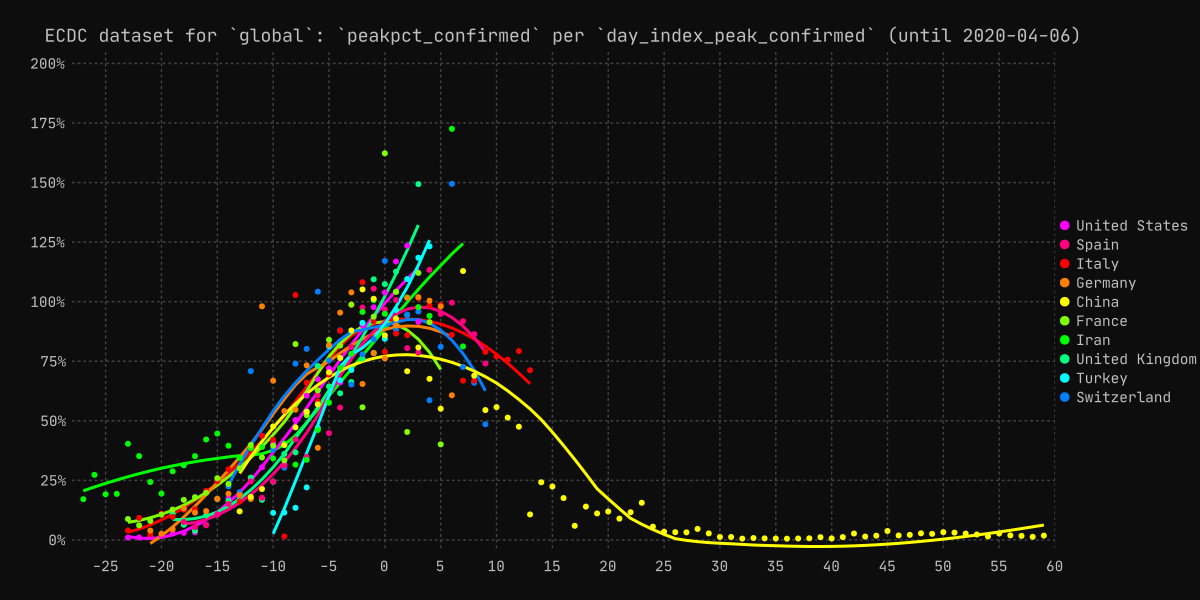 ECDC dataset for `global`: `peakpct_confirmed` per `day_index_peak_confirmed` (until 2020-04-06)
200%
175%
150%
125%
100%
75%
50%
25%
0%
−25 −20 −15 −10 −5 0 5 10 15 20 25 30 35 40 45 50 55 60
United States
Spain
Italy
Germany
China
France
Iran
United Kingdom
Turkey
Switzerland